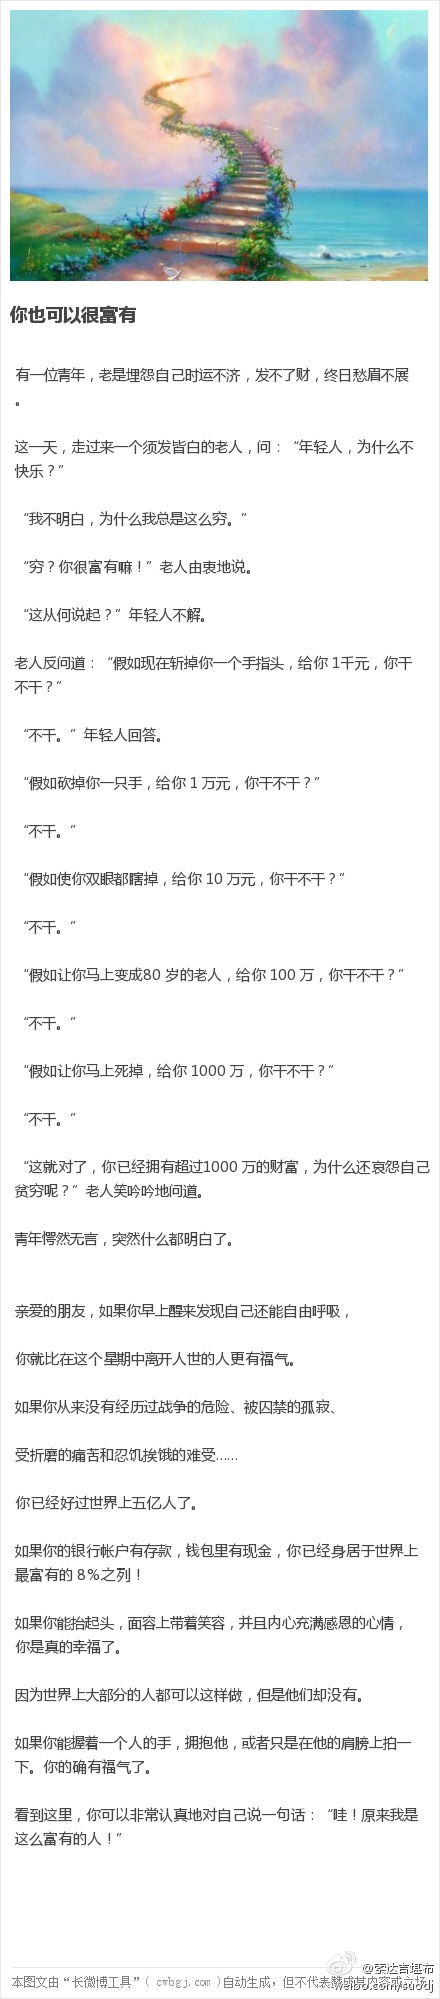 你也可以很富有
有一位青年，老是埋怨自己时运不济，发不了财，终日愁眉不展
。
这一天，走过来一个须发皆白的老人，问：“年轻人，为什么不
快乐？”
“我不明白，为什么我总是这么穷。”
“穷？你很富有嘛！”老人由衷地说。
“这从何说起？”年轻人不解。
老人反问道：“假如现在斩掉你一个手指头，给你 1千元，你干
不干？”
“不干。”年轻人回答。
“假如砍掉你一只手，给你 1 万元，你干不干？”
“不干。”
“假如使你双眼都瞎掉，给你 10 万元，你干不干？”
“不干。”
“假如让你马上变成80 岁的老人，给你 100 万，你干不干？”
“不干。”
“假如让你马上死掉，给你 1000 万，你干不干？”
“不干。”
“这就对了，你已经拥有超过1000 万的财富，为什么还哀怨自己
贫穷呢？”老人笑吟吟地问道。
青年愕然无言，突然什么都明白了。
亲爱的朋友，如果你早上醒来发现自己还能自由呼吸，
你就比在这个星期中离开人世的人更有福气。
如果你从来没有经历过战争的危险、被囚禁的孤寂、
受折磨的痛苦和忍饥挨饿的难受……
你已经好过世界上五亿人了。
如果你的银行帐户有存款，钱包里有现金，你已经身居于世界上
最富有的 8%之列！
如果你能抬起头，面容上带着笑容，并且内心充满感恩的心情，
你是真的幸福了。
因为世界上大部分的人都可以这样做，但是他们却没有。
如果你能握着一个人的手，拥抱他，或者只是在他的肩膀上拍一
下。你的确有福气了。
看到这里，你可以非常认真地对自己说一句话：“哇！原来我是
这么富有的人！”
@索达吉堪布
本图文由“长微博工具”( cwbgj.com )自动生成，但不代表赞成其内容或立场
weibo.com/suodj